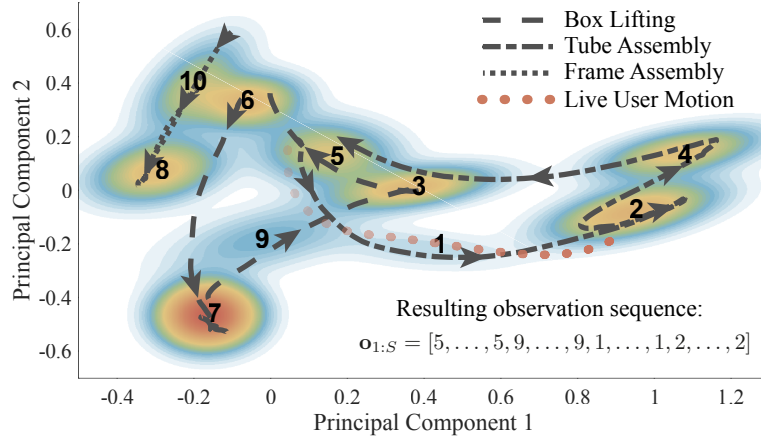 Box Lifting
Tube Assembly
Frame Assembly
Live User Motion
Principal Component 2
0.6
0.4
0.2
0
-0.2
-0.4
-0.6
10
6
8
5
3
4
2
9
1
7
Resulting observation sequence:
o₁:S = [5, . . . , 5, 9, . . . , 9, 1, . . . , 1, 2, . . . , 2]
-0.4 -0.2 0 0.2 0.4 0.6 0.8 1 1.2
Principal Component 1